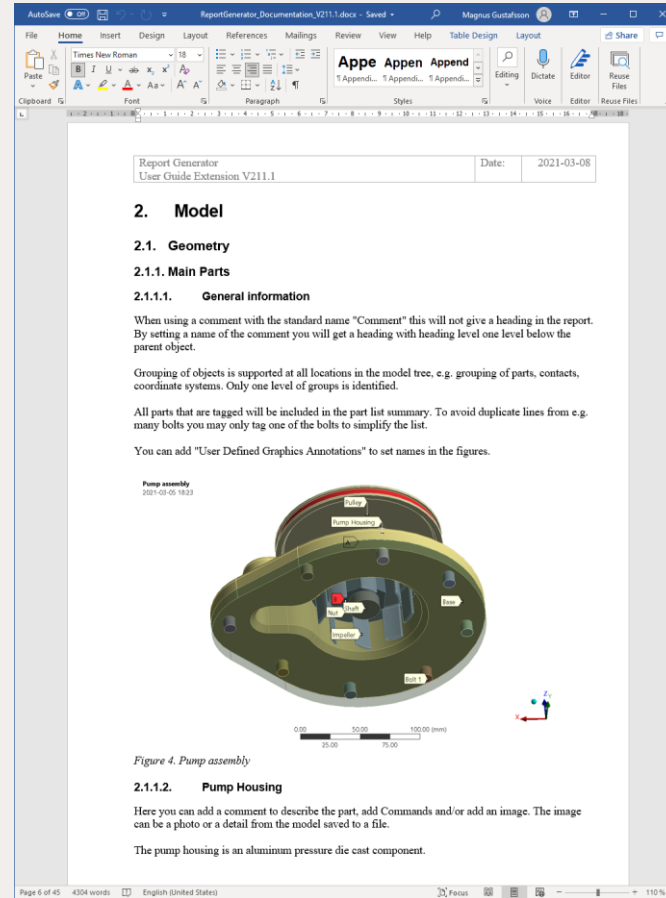 AutoSave Off ReportGenerator_Documentation_V211.1.docx - Saved Magnus Gustafsson
File Home Insert Design Layout References Mailings Review View Help Table Design Layout Share
Times New Roman 18
Paste
Appe Appen Append
1 Appendi... 1 Appendi... 1 Appendi...
Editing Dictate Editor Reuse Files
Clipboard Font Paragraph Styles Voice Editor Reuse Files
Report Generator Date: 2021-03-08
User Guide Extension V211.1
2. Model
2.1. Geometry
2.1.1. Main Parts
2.1.1.1. General information
When using a comment with the standard name "Comment" this will not give a heading in the report.
By setting a name of the comment you will get a heading with heading level one level below the
parent object.
Grouping of objects is supported at all locations in the model tree, e.g. grouping of parts, contacts,
coordinate systems. Only one level of groups is identified.
All parts that are tagged will be included in the part list summary. To avoid duplicate lines from e.g.
many bolts you may only tag one of the bolts to simplify the list.
You can add "User Defined Graphics Annotations" to set names in the figures.
Pump assembly
2021-03-05 18:23
Pulley
Pump Housing
A
Base
Nut Shaft
Impeller
Bolt 1
Z
Y
X
0.00 50.00 100.00 (mm)
25.00 75.00
Figure 4. Pump assembly
2.1.1.2. Pump Housing
Here you can add a comment to describe the part, add Commands and/or add an image. The image
can be a photo or a detail from the model saved to a file.
The pump housing is an aluminum pressure die cast component.
Page 6 of 45 4304 words English (United States) Focus 110 %